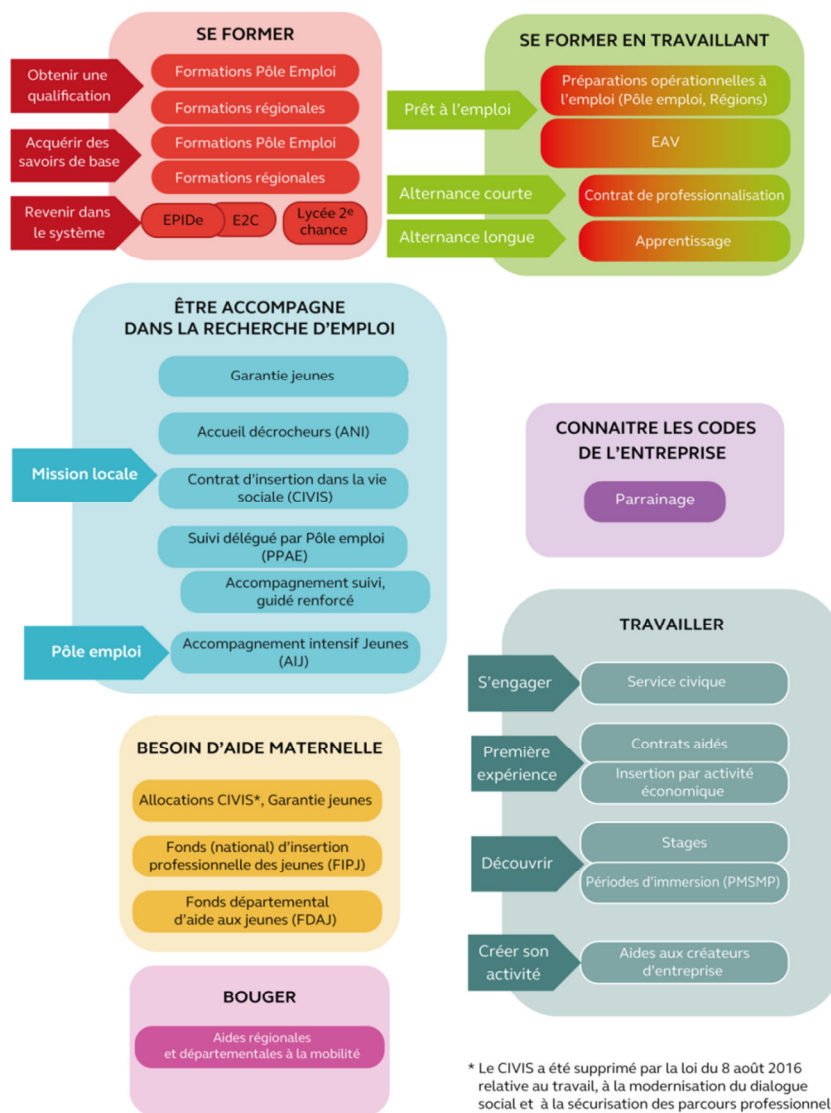 SE FORMER
Obtenir une
qualification
Formations Pôle Emploi
Formations régionales
Acquérir des
savoirs de base
Formations Pôle Emploi
Formations régionales
Revenir dans
le système
EPIDe
E2C
Lycée 2e
chance
SE FORMER EN TRAVAILLANT
Prêt à l'emploi
Préparations opérationnelles à
l'emploi (Pôle emploi, Régions)
EAV
Alternance courte
Contrat de professionnalisation
Alternance longue
Apprentissage
ÊTRE ACCOMPAGNE
DANS LA RECHERCHE D'EMPLOI
Mission locale
Garantie jeunes
Accueil décrocheurs (ANI)
Contrat d'insertion dans la vie
sociale (CIVIS)
Suivi délégué par Pôle emploi
(PPAE)
Accompagnement suivi,
guidé renforcé
Pôle emploi
Accompagnement intensif Jeunes
(AIJ)
CONNAITRE LES CODES
DE L'ENTREPRISE
Parrainage
BESOIN D'AIDE MATERNELLE
Allocations CIVIS*, Garantie jeunes
Fonds (national) d'insertion
professionnelle des jeunes (FIPJ)
Fonds départemental
d'aide aux jeunes (FDAJ)
BOUGER
Aides régionales
et départementales à la mobilité
TRAVAILLER
S'engager
Service civique
Première
expérience
Contrats aidés
Insertion par activité
économique
Découvrir
Stages
Périodes d'immersion (PMSMP)
Créer son
activité
Aides aux créateurs
d'entreprise
* Le CIVIS a été supprimé par la loi du 8 août 2016
relative au travail, à la modernisation du dialogue
social et à la sécurisation des parcours professionnel